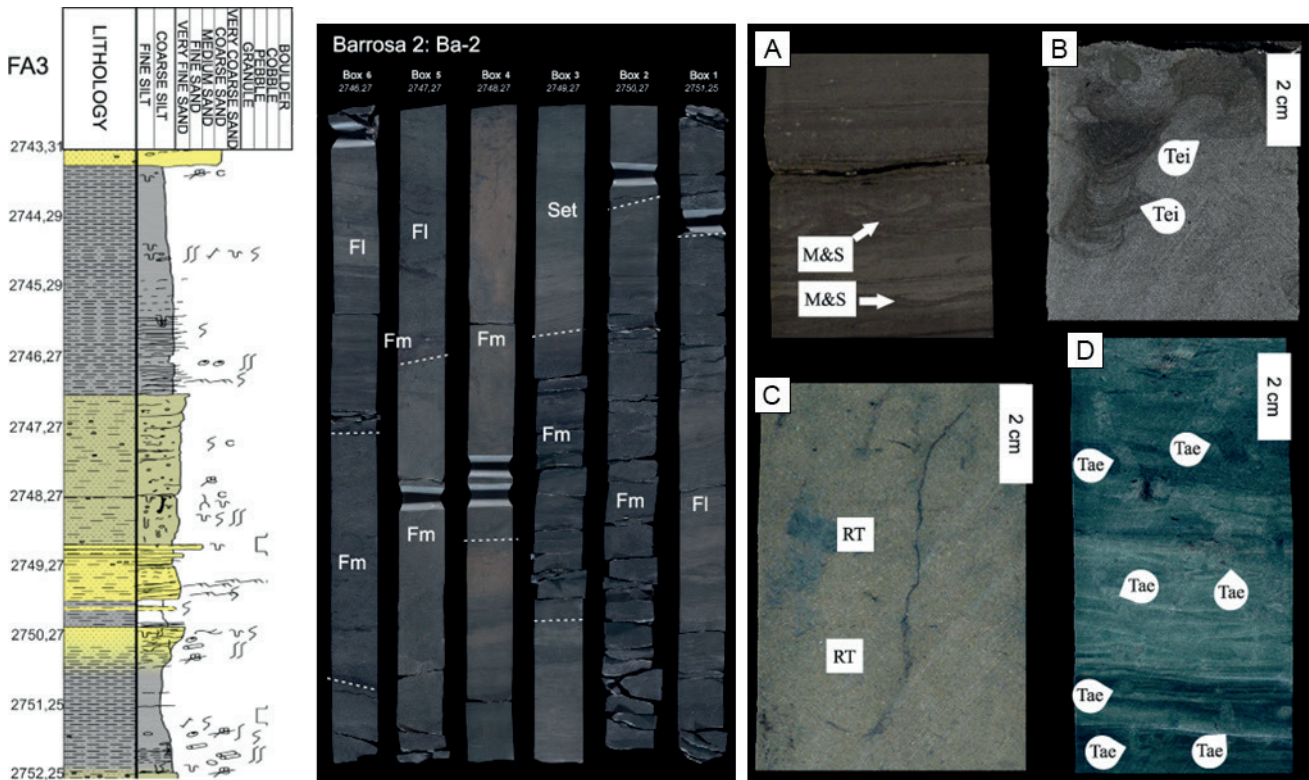 FA3
LITHOLOGY
FINE SILT
COARSE SILT
VERY FINE SAND
FINE SAND
MEDIUM SAND
COARSE SAND
VERY COARSE SAND
GRANULE
PEBBLE
COBBLE
BOULDER
2743,31
2744,29
2745,29
2746,27
2747,27
2748,27
2749,27
2750,27
2751,25
2752,25
Barrosa 2: Ba-2
Box 6 Box 5 Box 4 Box 3 Box 2 Box 1
2746,27 2747,27 2748,27 2749,27 2750,27 2751,25
Fl Fl Set
Fm Fm
Fm Fm Fl
Fm Fm
A
M&S
M&S
B
2 cm
Tei
Tei
C
2 cm
RT
RT
D
2 cm
Tae
Tae
Tae
Tae
Tae
Tae
Tae